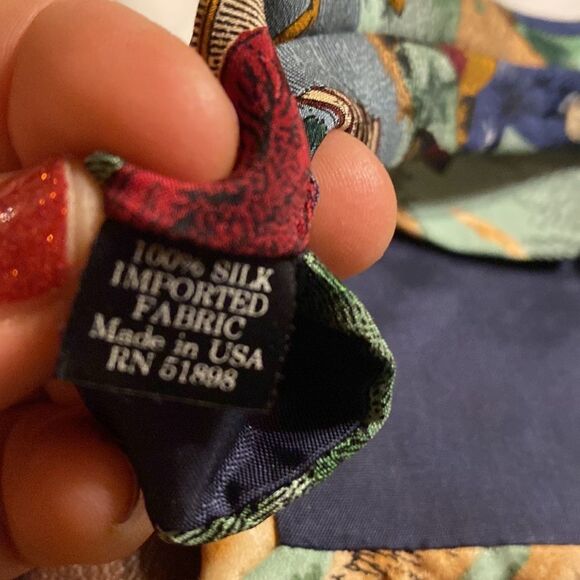 100% SILK
IMPORTED
FABRIC
Made in USA
RN 51898